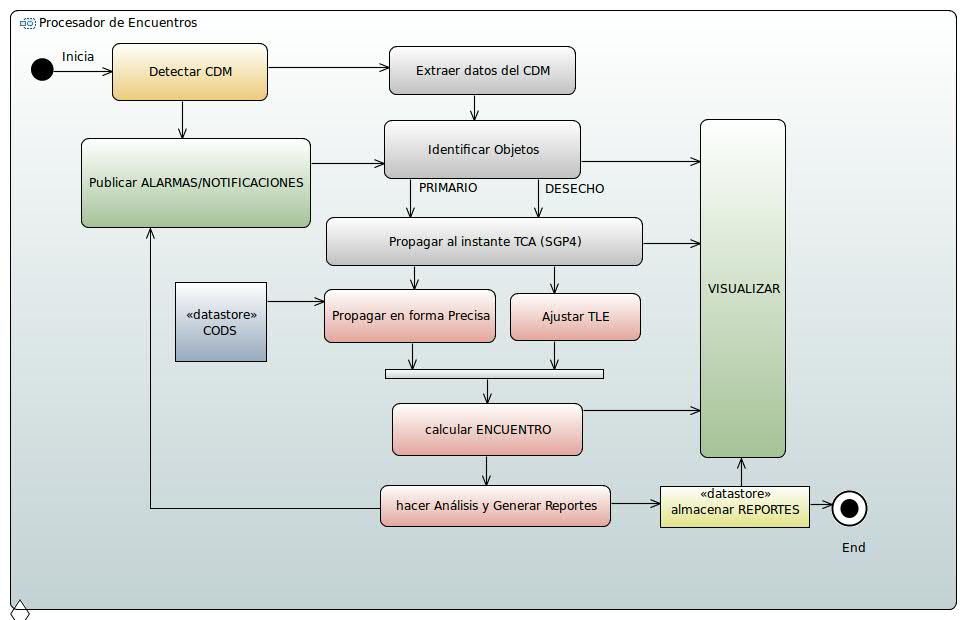 Procesador de Encuentros
Inicia
Detectar CDM
Extraer datos del CDM
Identificar Objetos
Publicar ALARMAS/NOTIFICACIONES
PRIMARIO
DESECHO
Propagar al instante TCA (SGP4)
VISUALIZAR
«datastore»
CODS
Propagar en forma Precisa
Ajustar TLE
calcular ENCUENTRO
hacer Análisis y Generar Reportes
«datastore»
almacenar REPORTES
End